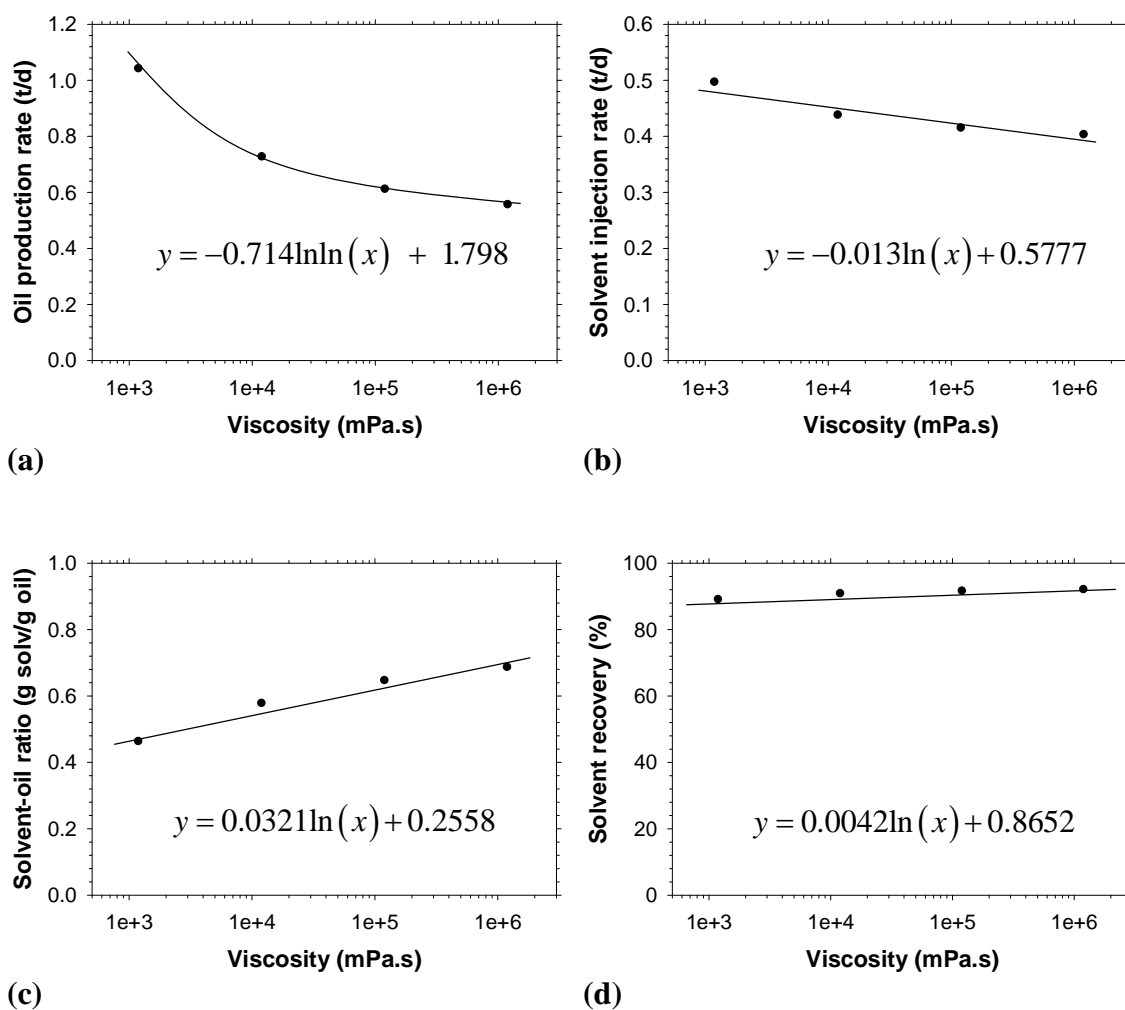 Oil production rate (t/d)
1.2
1.0
0.8
0.6
0.4
0.2
0.0
y = −0.714lnln(x) + 1.798
1e+3 1e+4 1e+5 1e+6
Viscosity (mPa.s)
(a)
Solvent injection rate (t/d)
0.6
0.5
0.4
0.3
0.2
0.1
0.0
y = −0.013ln(x)+0.5777
1e+3 1e+4 1e+5 1e+6
Viscosity (mPa.s)
(b)
Solvent-oil ratio (g solv/g oil)
1.0
0.8
0.6
0.4
0.2
0.0
y = 0.0321ln(x)+0.2558
1e+3 1e+4 1e+5 1e+6
Viscosity (mPa.s)
(c)
Solvent recovery (%)
100
80
60
40
20
0
y = 0.0042ln(x)+0.8652
1e+3 1e+4 1e+5 1e+6
Viscosity (mPa.s)
(d)